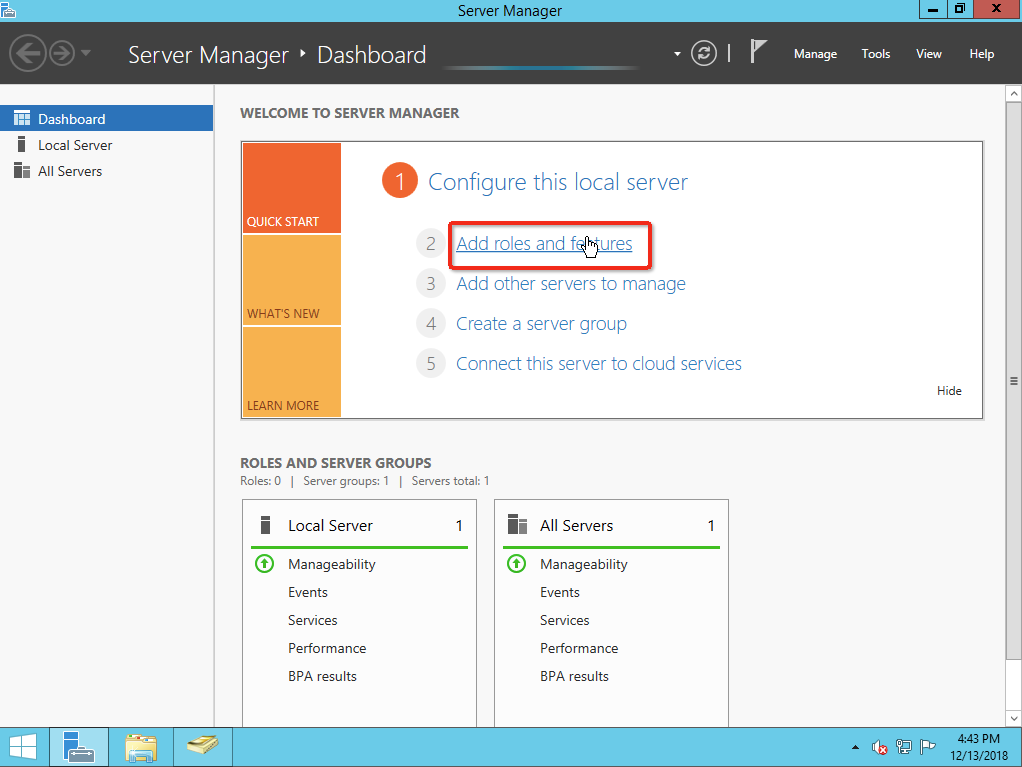 Server Manager
Server Manager ‣ Dashboard
Manage Tools View Help
Dashboard
Local Server
All Servers
WELCOME TO SERVER MANAGER
QUICK START
WHAT'S NEW
LEARN MORE
1 Configure this local server
2 Add roles and features
3 Add other servers to manage
4 Create a server group
5 Connect this server to cloud services
Hide
ROLES AND SERVER GROUPS
Roles: 0 | Server groups: 1 | Servers total: 1
Local Server 1
Manageability
Events
Services
Performance
BPA results
All Servers 1
Manageability
Events
Services
Performance
BPA results
4:43 PM
12/13/2018